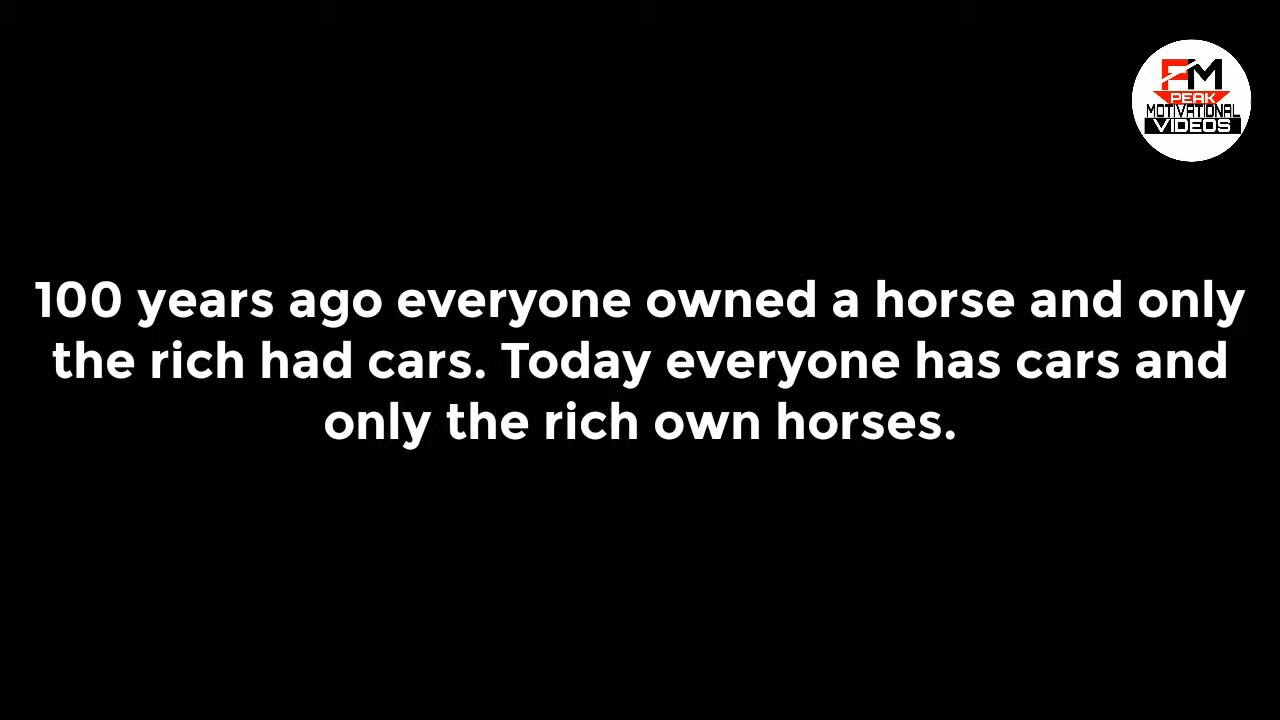 FM
PEAK
MOTIVATIONAL
VIDEOS
100 years ago everyone owned a horse and only
the rich had cars. Today everyone has cars and
only the rich own horses.